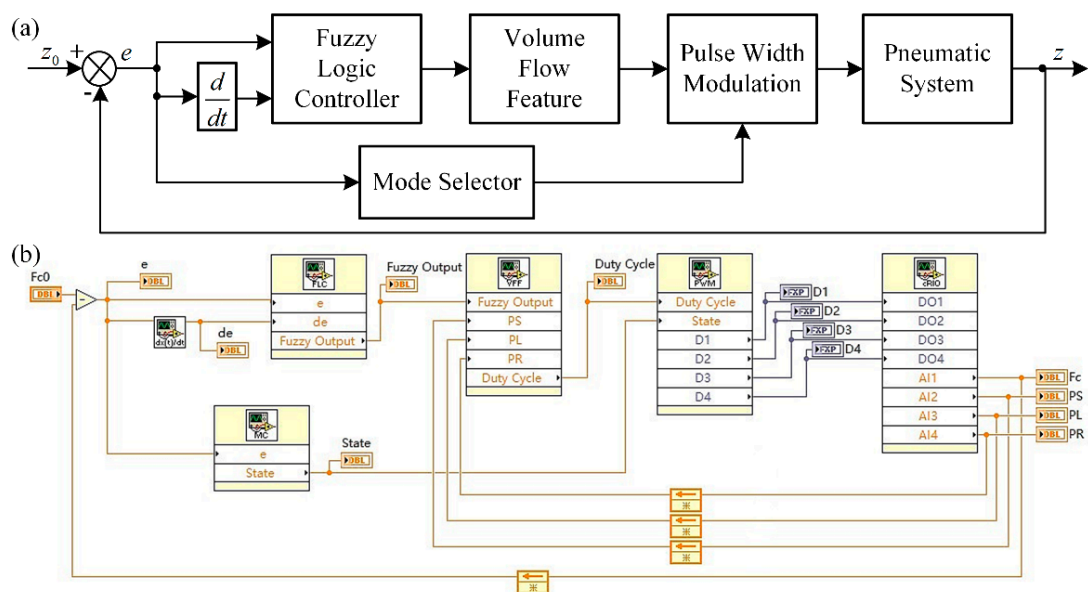 (a)
z0
+
-
e
d
dt
Fuzzy
Logic
Controller
Volume
Flow
Feature
Pulse Width
Modulation
Pneumatic
System
z
Mode Selector
(b)
Fc0
DBL
-
e
DBL
dx(t)/dt
de
DBL
FLC
e
de
Fuzzy Output
Fuzzy Output
DBL
VFF
Fuzzy Output
PS
PL
PR
Duty Cycle
Duty Cycle
DBL
PWM
Duty Cycle
State
D1
D2
D3
D4
FXP D1
FXP D2
FXP D3
FXP D4
cRIO
DO1
DO2
DO3
DO4
AI1
AI2
AI3
AI4
DBL Fc
DBL PS
DBL PL
DBL PR
MC
e
State
State
DBL